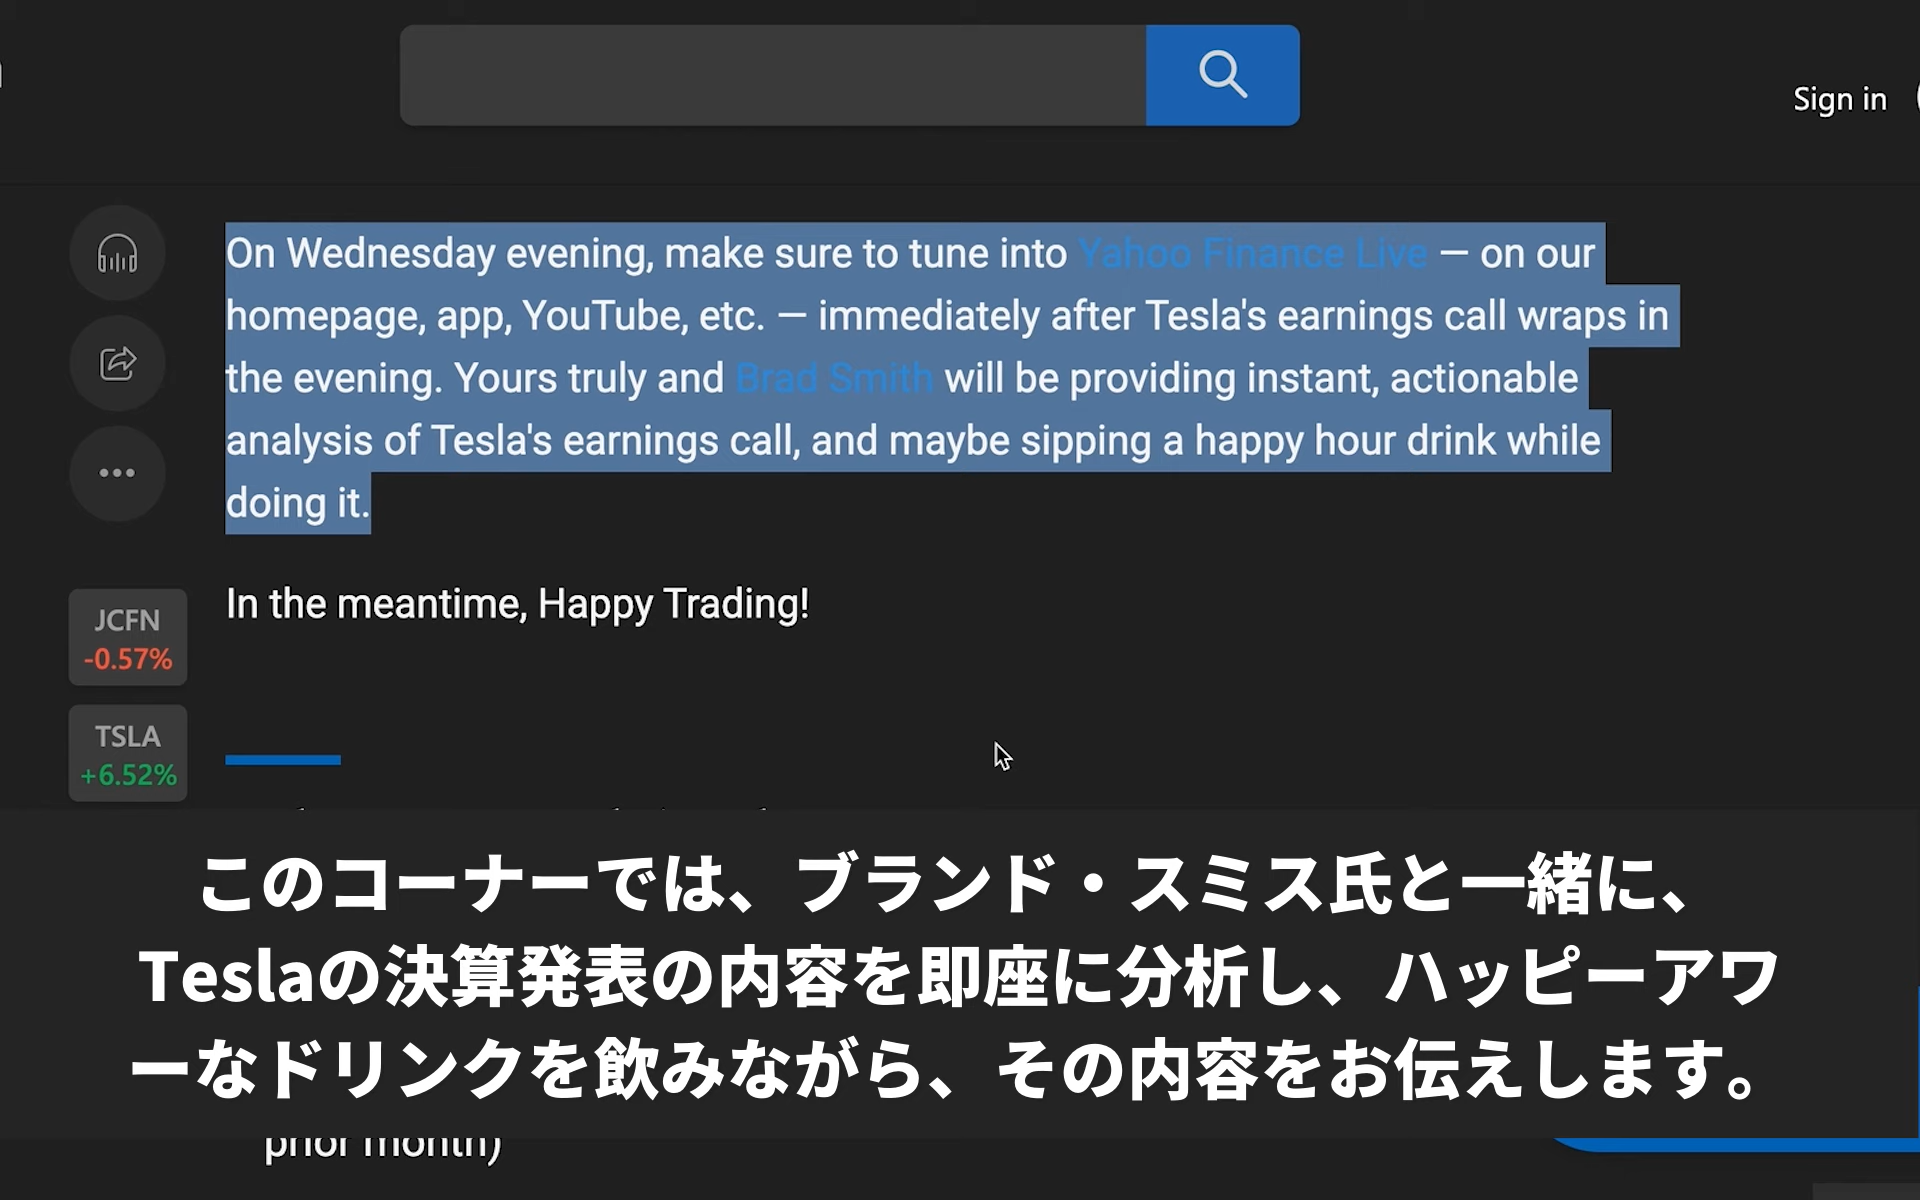 Sign in
On Wednesday evening, make sure to tune into Yahoo Finance Live — on our
homepage, app, YouTube, etc. — immediately after Tesla's earnings call wraps in
the evening. Yours truly and Brad Smith will be providing instant, actionable
analysis of Tesla's earnings call, and maybe sipping a happy hour drink while
doing it.
In the meantime, Happy Trading!
JCFN
-0.57%
TSLA
+6.52%
このコーナーでは、ブランド・スミス氏と一緒に、
Teslaの決算発表の内容を即座に分析し、ハッピーアワ
ーなドリンクを飲みながら、その内容をお伝えします。
prior month)